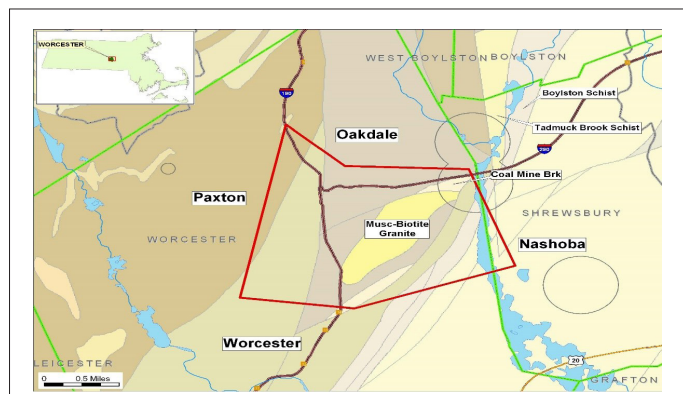 WORCESTER
WEST BOYLSTON
BOYLSTON
190
Boylston Schist
Oakdale
Tadmuck Brook Schist
290
Coal Mine Brk
Paxton
Musc-Biotite
Granite
SHREWSBURY
WORCESTER
Nashoba
Worcester
LEICESTER
0 0.5 Miles
20
GRAFTON